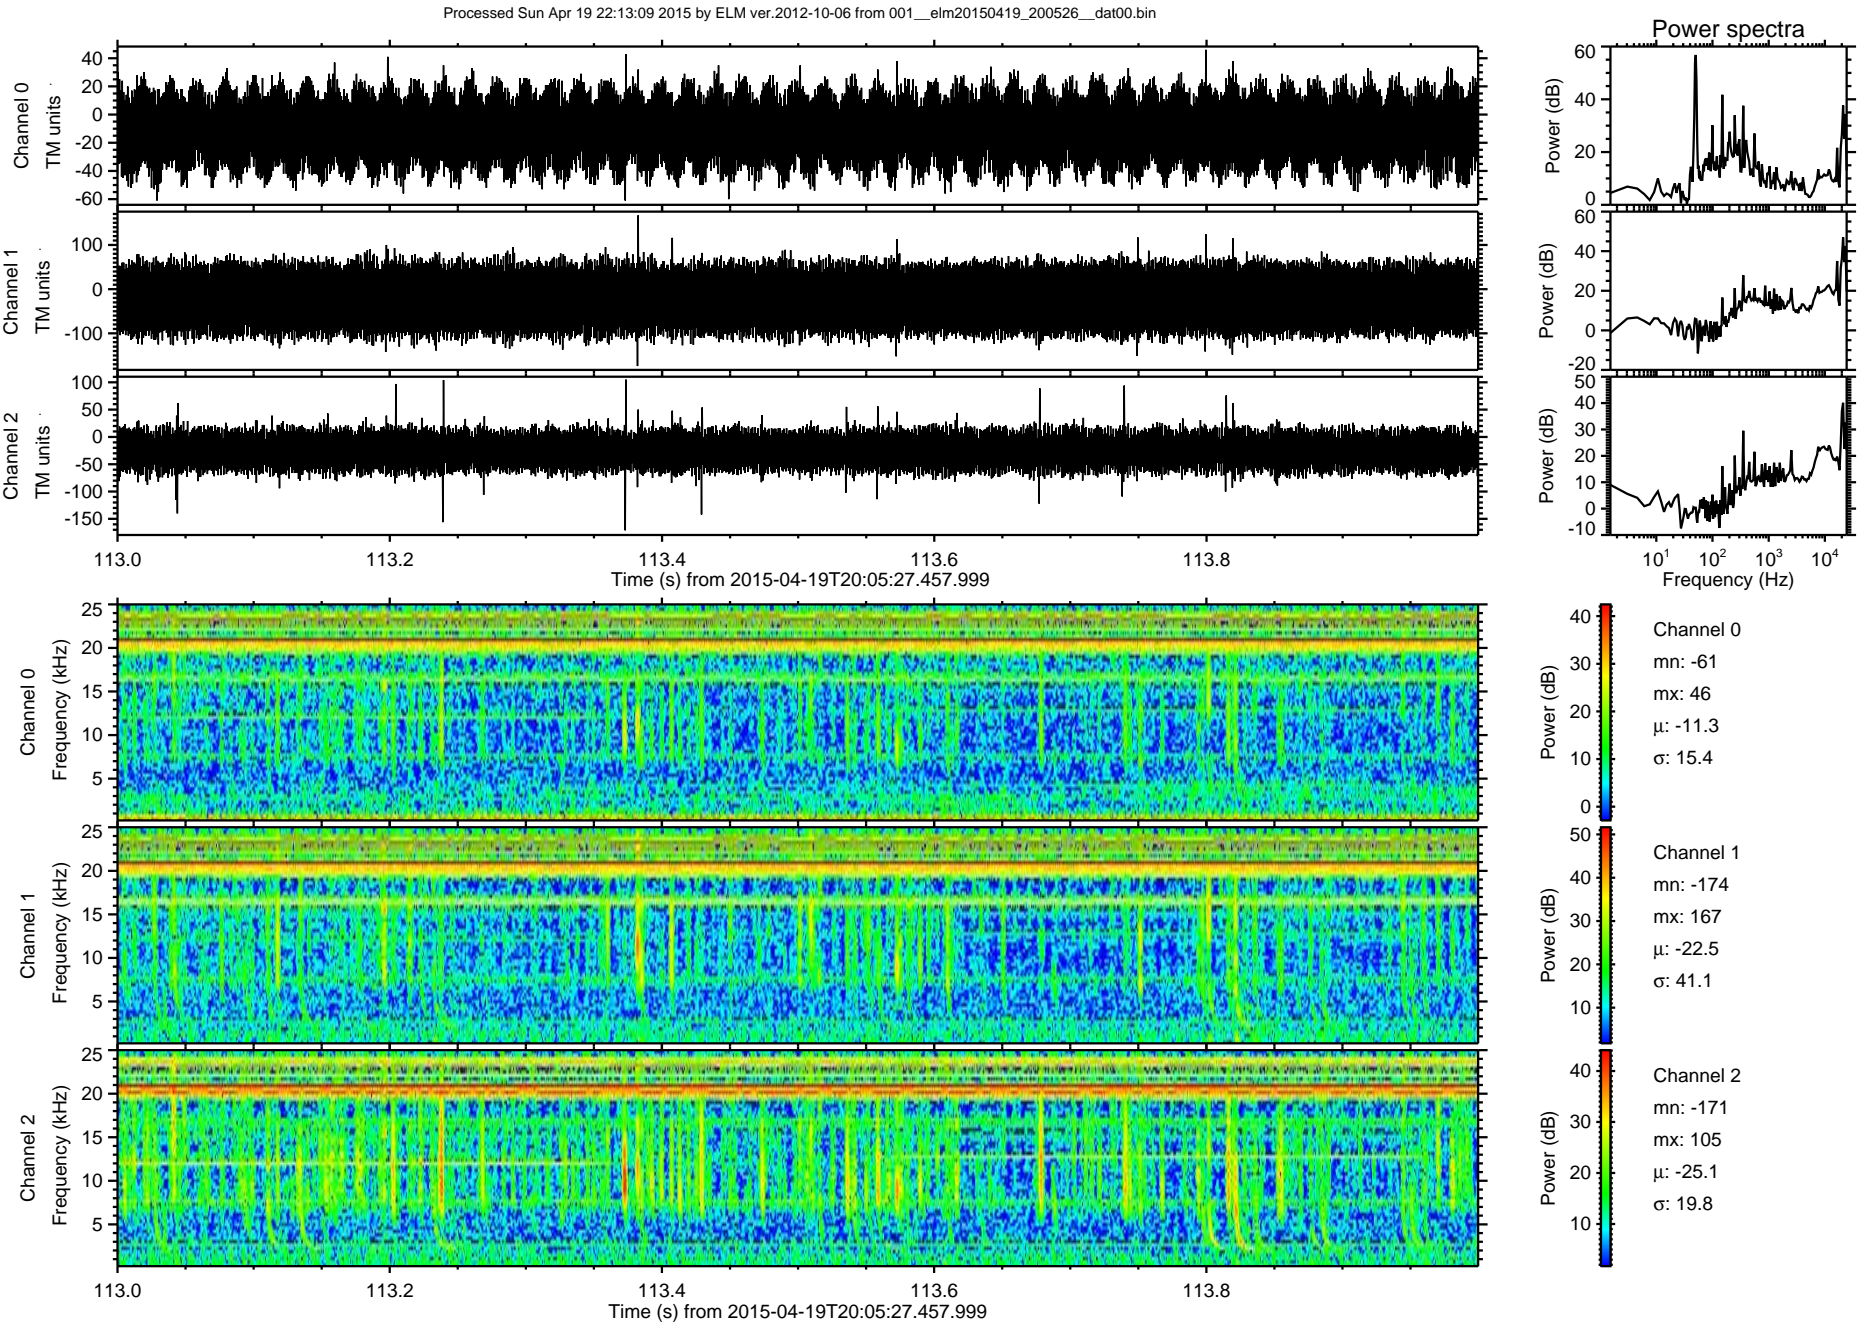 Processed Sun Apr 19 22:13:09 2015 by ELM ver.2012-10-06 from 001__elm20150419_200526__dat00.bin
Power spectra
Channel 0
TM units
40
20
0
-20
-40
-60
Power (dB)
60
40
20
0
Channel 1
TM units
100
0
-100
Power (dB)
60
40
20
0
-20
Channel 2
TM units
100
50
0
-50
-100
-150
Power (dB)
50
40
30
20
10
0
-10
113.0 113.2 113.4 113.6 113.8
Time (s) from 2015-04-19T20:05:27.457.999
10¹ 10² 10³ 10⁴
Frequency (Hz)
Channel 0
Frequency (kHz)
25
20
15
10
5
Power (dB)
40
30
20
10
0
Channel 0
mn: -61
mx: 46
μ: -11.3
σ: 15.4
Channel 1
Frequency (kHz)
25
20
15
10
5
Power (dB)
50
40
30
20
10
Channel 1
mn: -174
mx: 167
μ: -22.5
σ: 41.1
Channel 2
Frequency (kHz)
25
20
15
10
5
Power (dB)
40
30
20
10
Channel 2
mn: -171
mx: 105
μ: -25.1
σ: 19.8
113.0 113.2 113.4 113.6 113.8
Time (s) from 2015-04-19T20:05:27.457.999